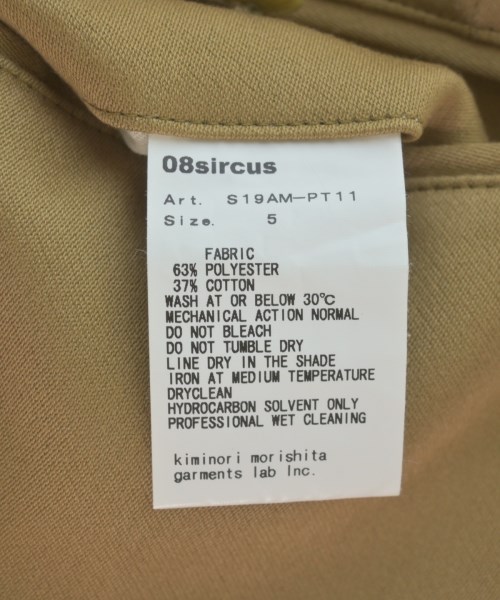 08sircus
Art. S19AM-PT11
Size. 5
FABRIC
63% POLYESTER
37% COTTON
WASH AT OR BELOW 30℃
MECHANICAL ACTION NORMAL
DO NOT BLEACH
DO NOT TUMBLE DRY
LINE DRY IN THE SHADE
IRON AT MEDIUM TEMPERATURE
DRYCLEAN
HYDROCARBON SOLVENT ONLY
PROFESSIONAL WET CLEANING
kiminori morishita
garments lab Inc.